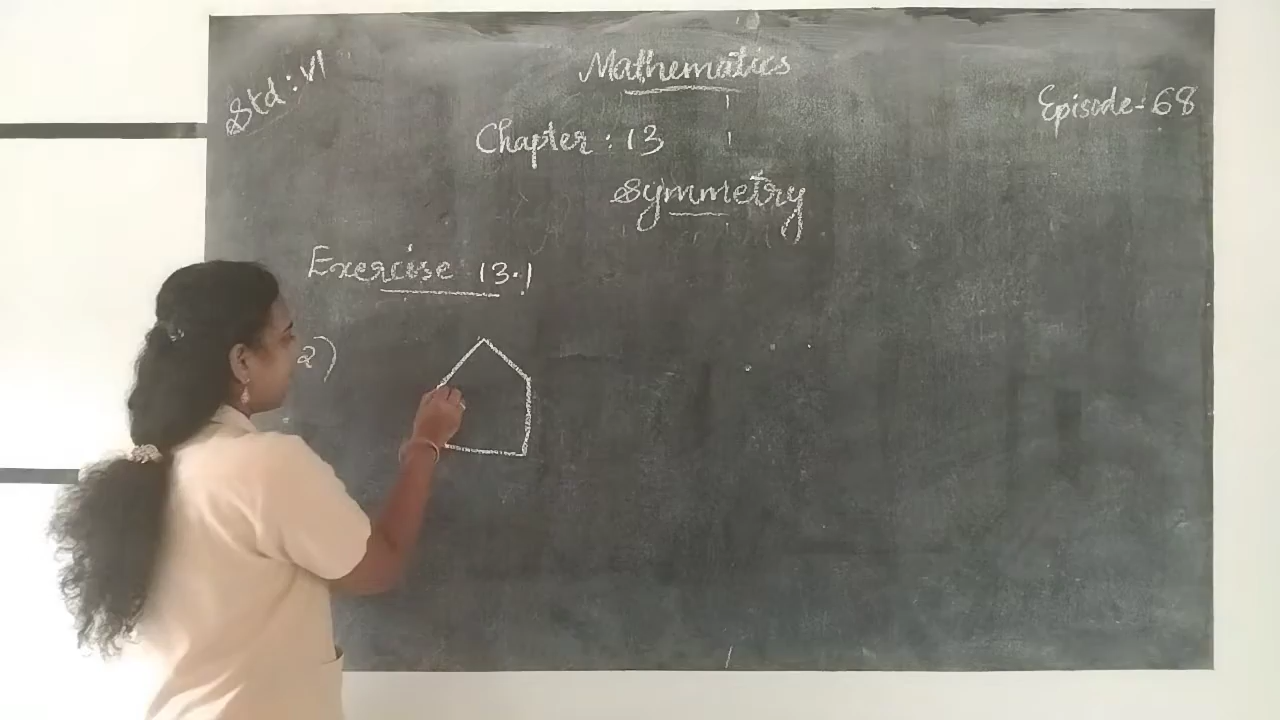 Std : VI
Mathematics
Episode-68
Chapter : 13
Symmetry
Exercise 13.1
2)